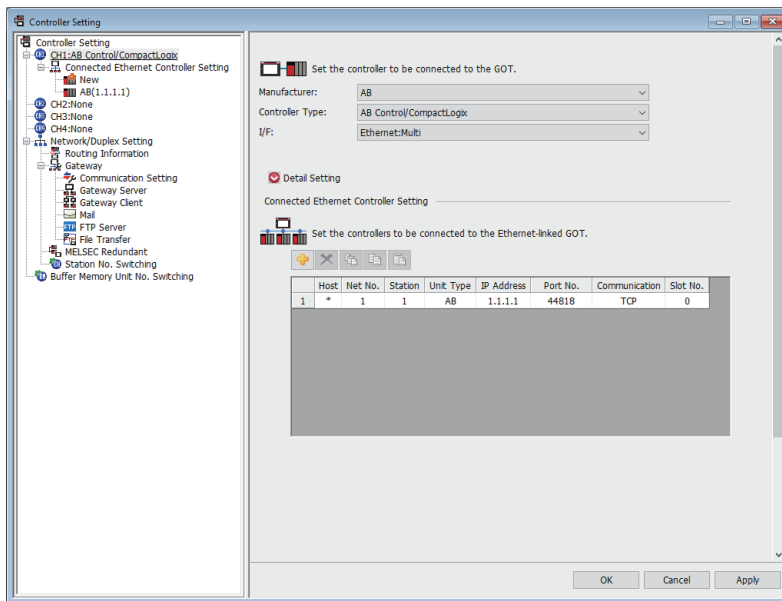 Controller Setting
Controller Setting
CH1:AB Control/CompactLogix
Connected Ethernet Controller Setting
New
AB(1.1.1.1)
CH2:None
CH3:None
CH4:None
Network/Duplex Setting
Routing Information
Gateway
Communication Setting
Gateway Server
Gateway Client
Mail
FTP Server
File Transfer
MELSEC Redundant
Station No. Switching
Buffer Memory Unit No. Switching
Set the controller to be connected to the GOT.
Manufacturer: AB
Controller Type: AB Control/CompactLogix
I/F: Ethernet:Multi
Detail Setting
Connected Ethernet Controller Setting
Set the controllers to be connected to the Ethernet-linked GOT.
Host Net No. Station Unit Type IP Address Port No. Communication Slot No.
1 * 1 1 AB 1.1.1.1 44818 TCP 0
OK Cancel Apply